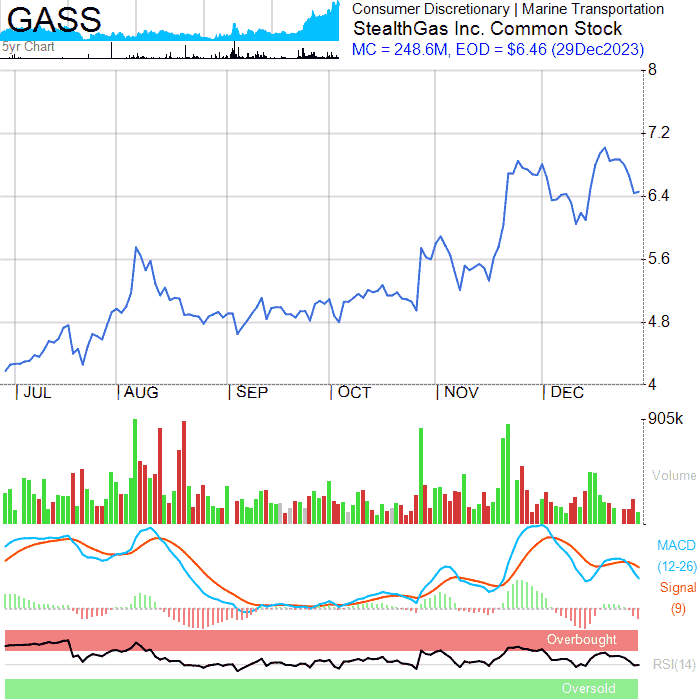 GASS
5yr Chart
Consumer Discretionary | Marine Transportation
StealthGas Inc. Common Stock
MC = 248.6M, EOD = $6.46 (29Dec2023)
8
7.2
6.4
5.6
4.8
4
| JUL | AUG | SEP | OCT | NOV | DEC
905k
Volume
MACD
(12-26)
Signal
(9)
Overbought
RSI(14)
Oversold